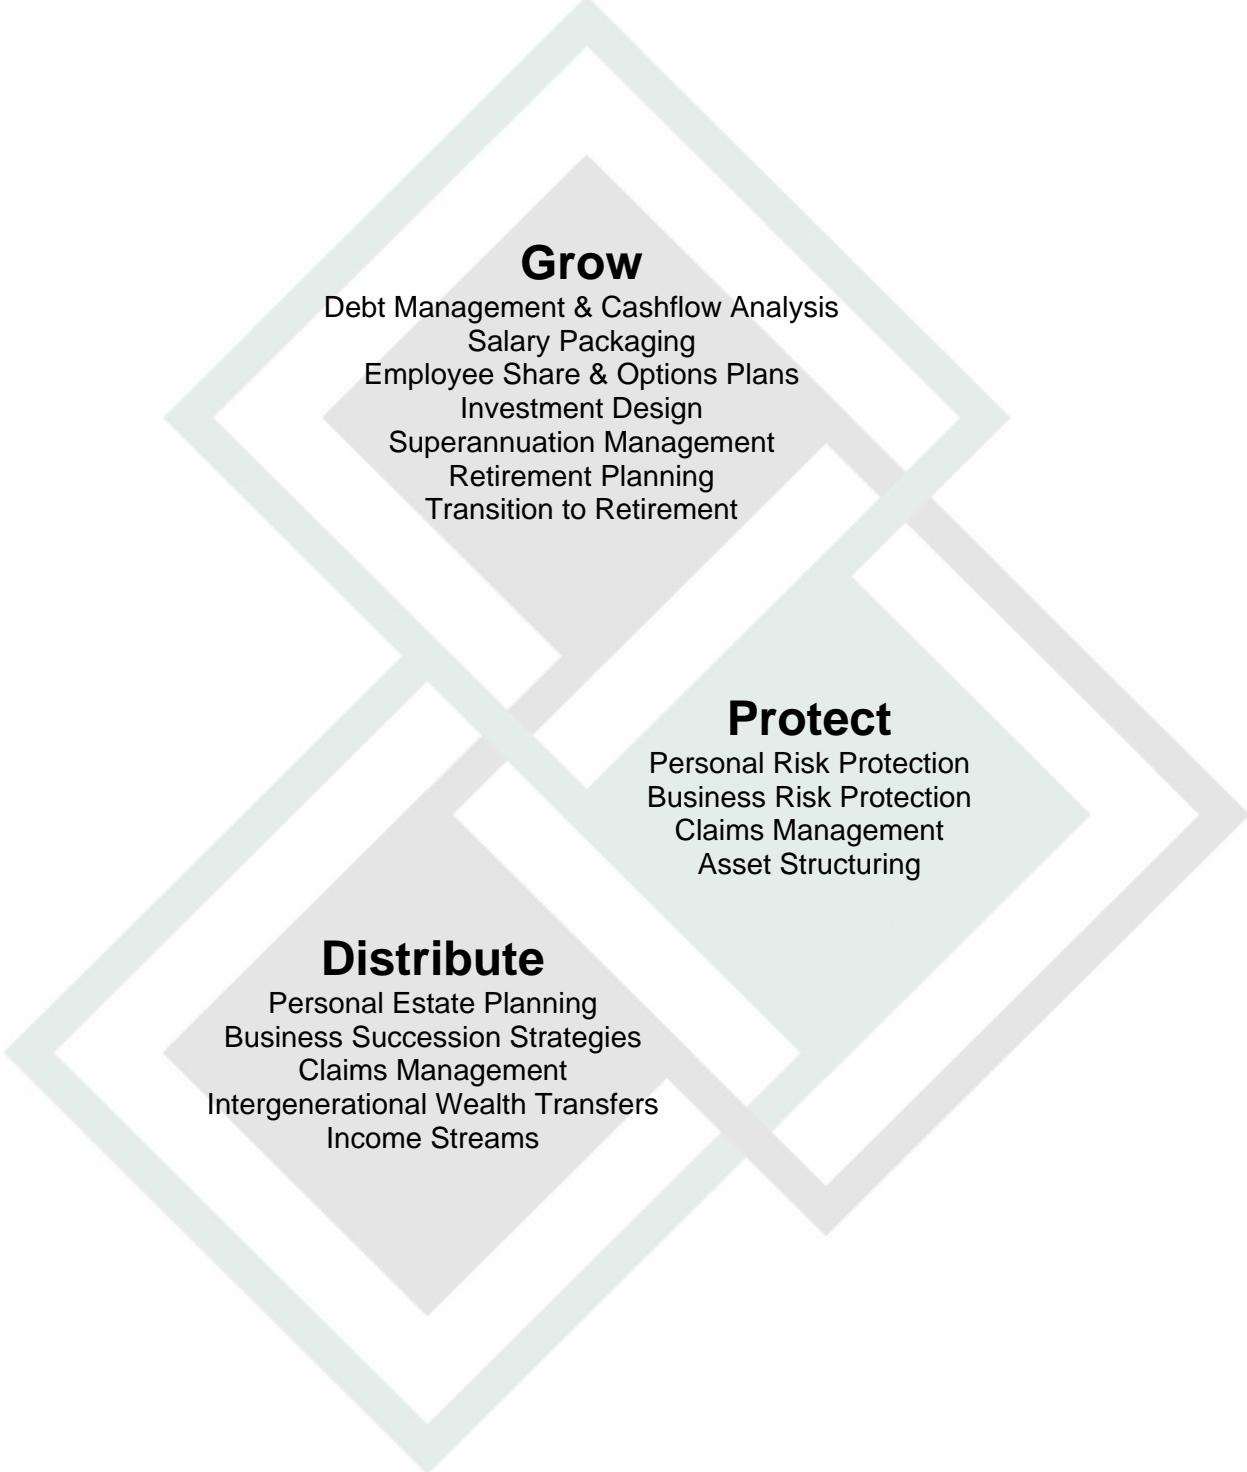 Grow
Debt Management & Cashflow Analysis
Salary Packaging
Employee Share & Options Plans
Investment Design
Superannuation Management
Retirement Planning
Transition to Retirement
Protect
Personal Risk Protection
Business Risk Protection
Claims Management
Asset Structuring
Distribute
Personal Estate Planning
Business Succession Strategies
Claims Management
Intergenerational Wealth Transfers
Income Streams